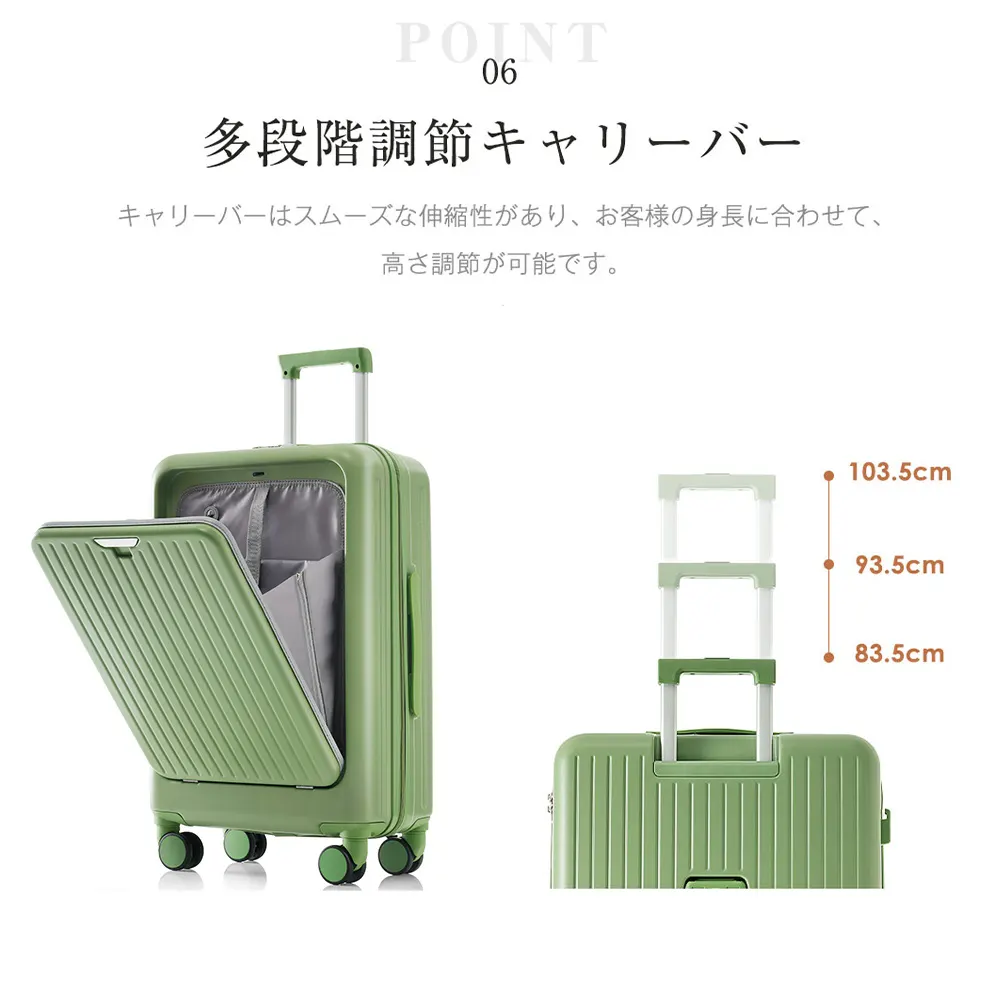 POINT
06
多段階調節キャリーバー
キャリーバーはスムーズな伸縮性があり、お客様の身長に合わせて、
高さ調節が可能です。
103.5cm
93.5cm
83.5cm